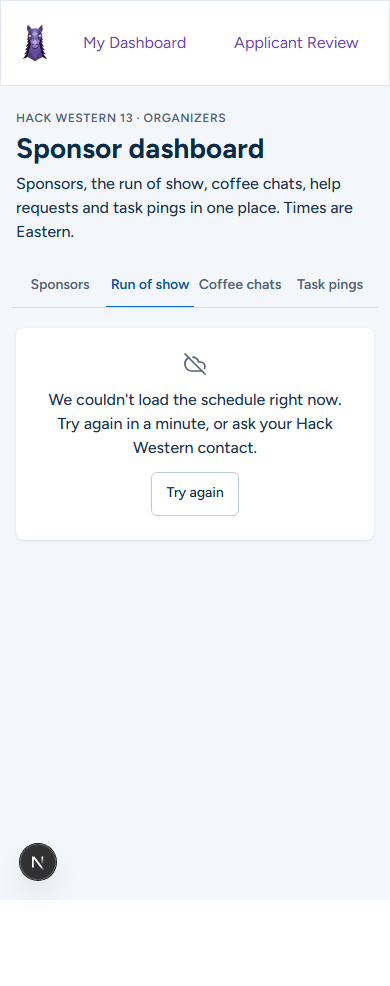 My Dashboard
Applicant Review
HACK WESTERN 13 · ORGANIZERS
Sponsor dashboard
Sponsors, the run of show, coffee chats, help
requests and task pings in one place. Times are
Eastern.
Sponsors
Run of show
Coffee chats
Task pings
We couldn't load the schedule right now.
Try again in a minute, or ask your Hack
Western contact.
Try again
N